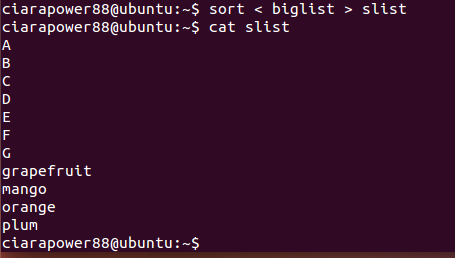 ciarapower88@ubuntu:~$ sort < biglist > slist
ciarapower88@ubuntu:~$ cat slist
A
B
C
D
E
F
G
grapefruit
mango
orange
plum
ciarapower88@ubuntu:~$